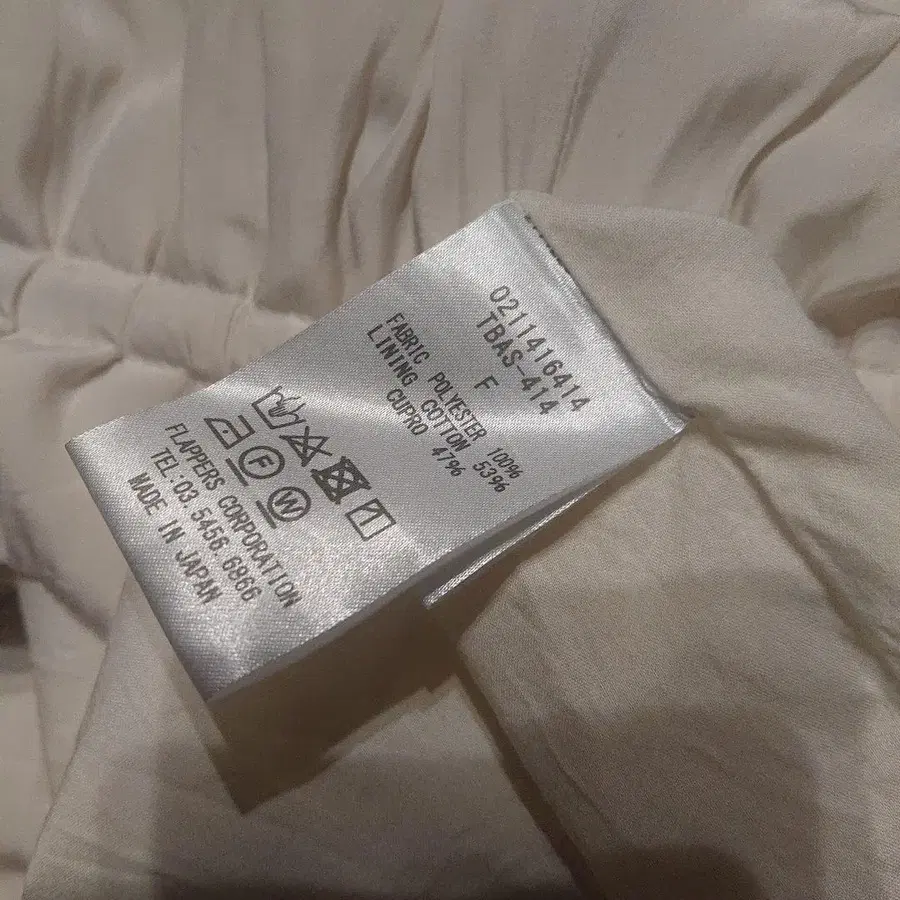 0211416414
TBAS-414
F
FABRIC POLYESTER 100%
LINING COTTON 53%
CUPRO 47%
F
W
FLAPPERS CORPORATION
TEL:03.5456.6966
MADE IN JAPAN